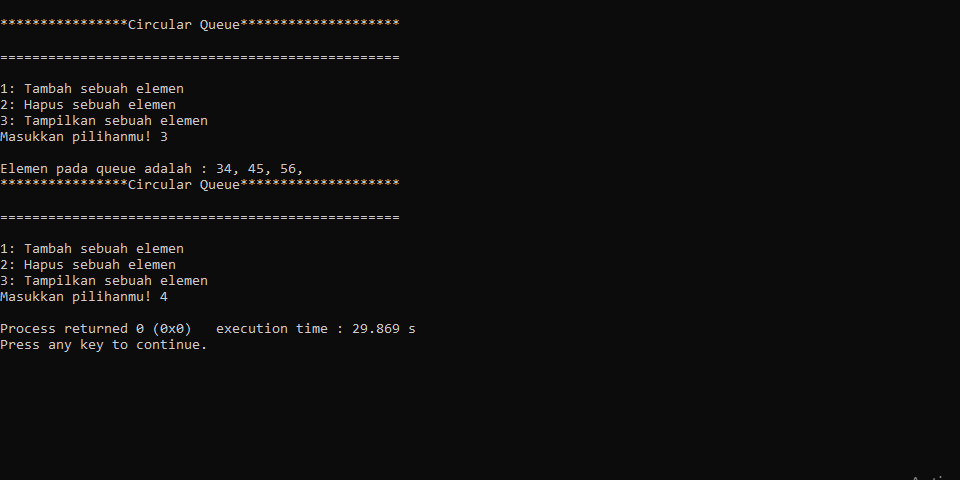 ****************Circular Queue********************
==================================================
1: Tambah sebuah elemen
2: Hapus sebuah elemen
3: Tampilkan sebuah elemen
Masukkan pilihanmu! 3
Elemen pada queue adalah : 34, 45, 56,
****************Circular Queue********************
==================================================
1: Tambah sebuah elemen
2: Hapus sebuah elemen
3: Tampilkan sebuah elemen
Masukkan pilihanmu! 4
Process returned 0 (0x0)   execution time : 29.869 s
Press any key to continue.